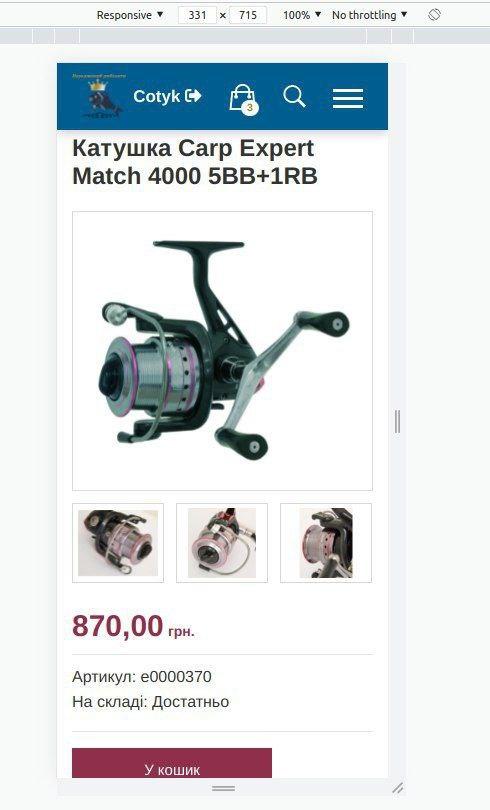 Responsive ▼ 331 × 715 100% ▼ No throttling ▼
Cotyk
3
Катушка Carp Expert
Match 4000 5BB+1RB
870,00 грн.
Артикул: e0000370
На складі: Достатньо
У кошик